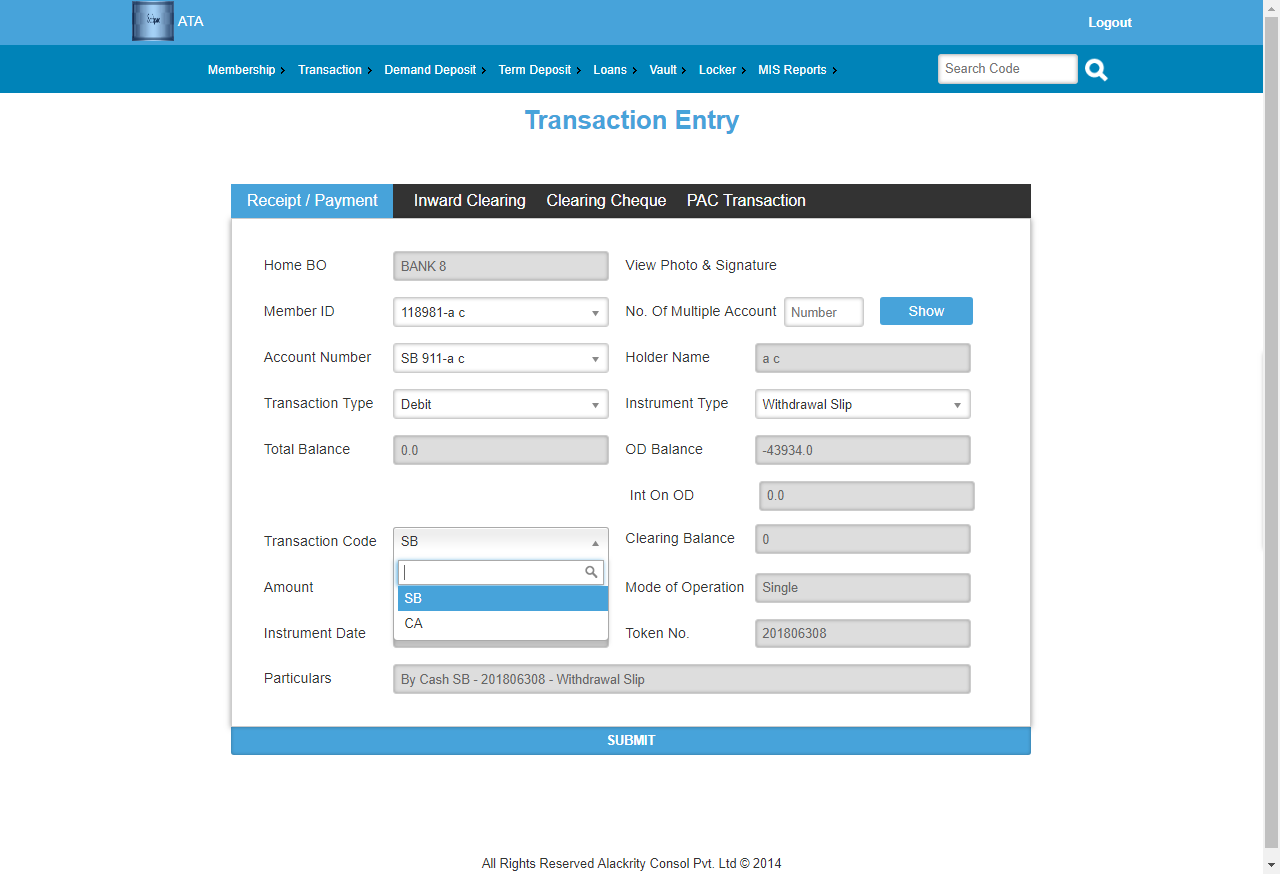 ATA
Logout
Membership Transaction Demand Deposit Term Deposit Loans Vault Locker MIS Reports Search Code
Transaction Entry
Receipt / Payment Inward Clearing Clearing Cheque PAC Transaction
Home BO BANK 8 View Photo & Signature
Member ID 118981-a c No. Of Multiple Account Number Show
Account Number SB 911-a c Holder Name a c
Transaction Type Debit Instrument Type Withdrawal Slip
Total Balance 0.0 OD Balance -43934.0
Int On OD 0.0
Transaction Code SB Clearing Balance 0
Amount Mode of Operation Single
SB
CA
Instrument Date Token No. 201806308
Particulars By Cash SB - 201806308 - Withdrawal Slip
SUBMIT
All Rights Reserved Alackrity Consol Pvt. Ltd © 2014